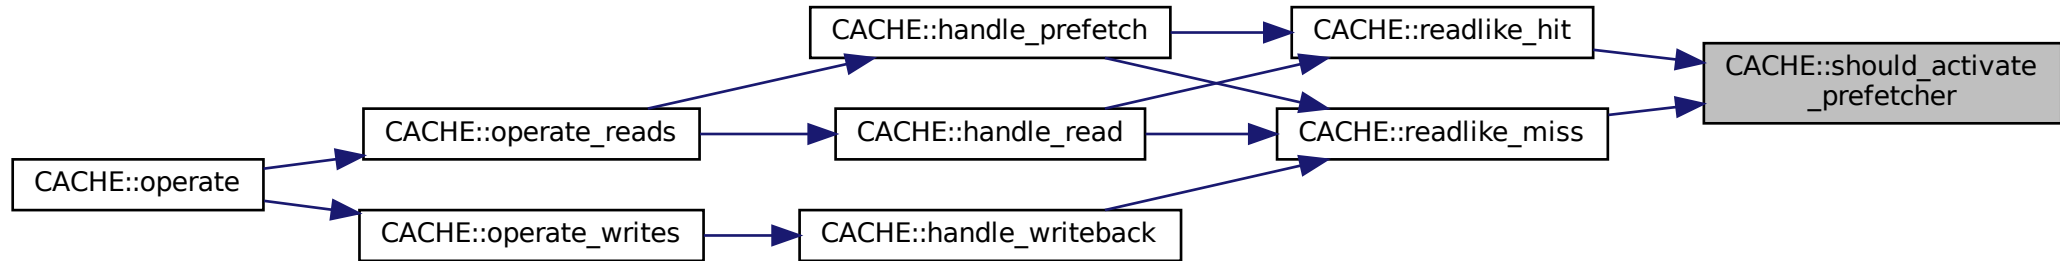 CACHE::operate
CACHE::operate_reads
CACHE::operate_writes
CACHE::handle_prefetch
CACHE::handle_read
CACHE::handle_writeback
CACHE::readlike_hit
CACHE::readlike_miss
CACHE::should_activate
_prefetcher